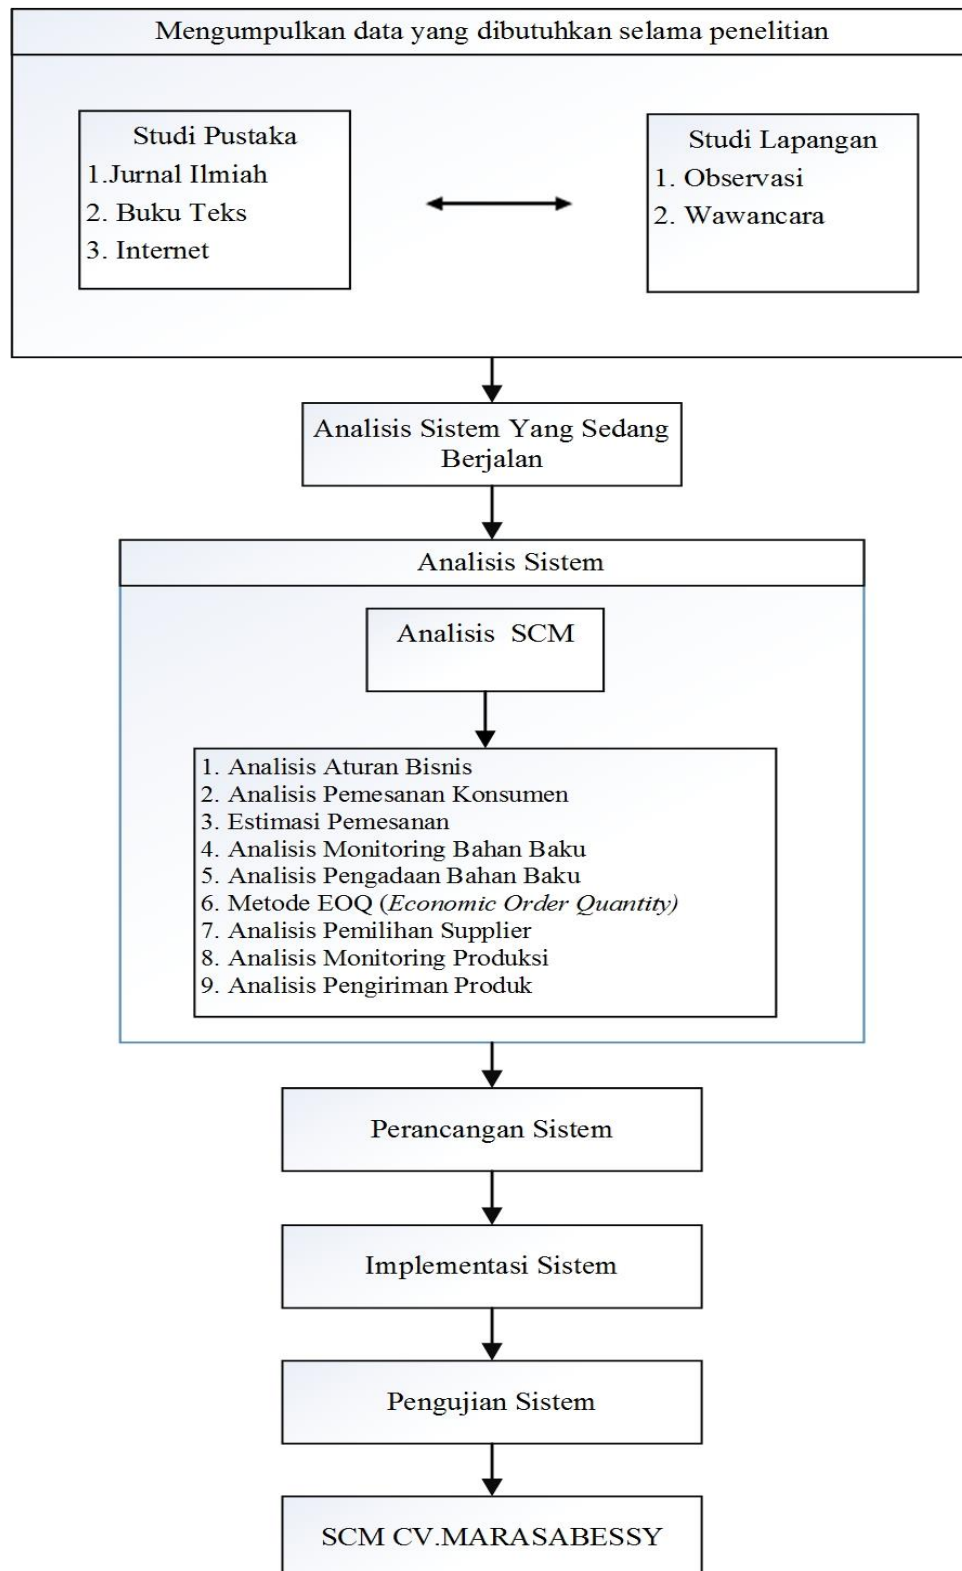 Mengumpulkan data yang dibutuhkan selama penelitian
Studi Pustaka
1.Jurnal Ilmiah
2. Buku Teks
3. Internet
Studi Lapangan
1. Observasi
2. Wawancara
Analisis Sistem Yang Sedang
Berjalan
Analisis Sistem
Analisis SCM
1. Analisis Aturan Bisnis
2. Analisis Pemesanan Konsumen
3. Estimasi Pemesanan
4. Analisis Monitoring Bahan Baku
5. Analisis Pengadaan Bahan Baku
6. Metode EOQ (Economic Order Quantity)
7. Analisis Pemilihan Supplier
8. Analisis Monitoring Produksi
9. Analisis Pengiriman Produk
Perancangan Sistem
Implementasi Sistem
Pengujian Sistem
SCM CV.MARASABESSY